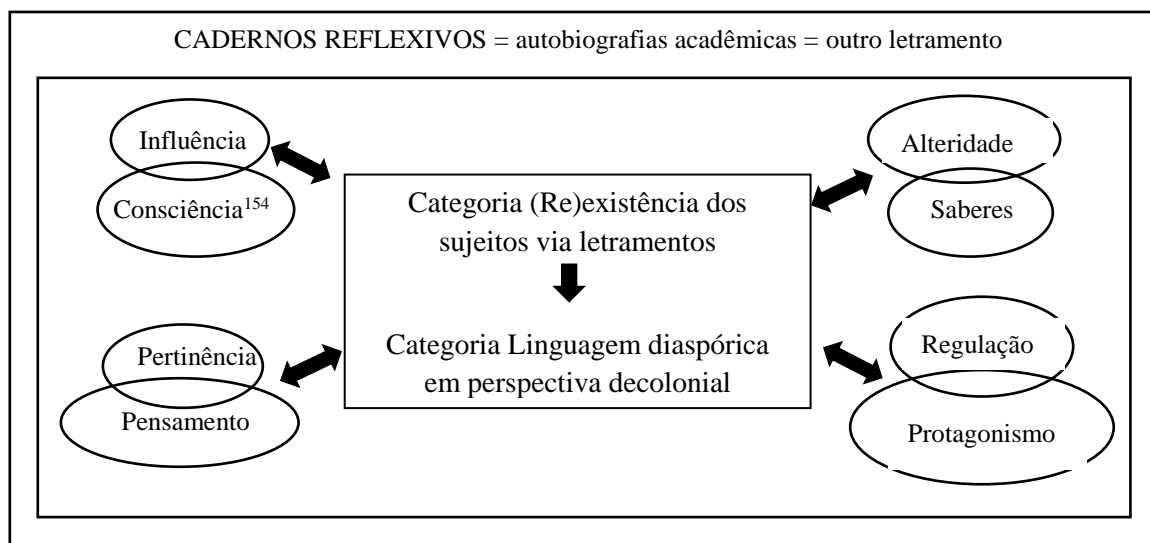 CADERNOS REFLEXIVOS = autobiografias acadêmicas = outro letramento
Influência
Consciência¹⁵⁴
Alteridade
Saberes
Categoria (Re)existência dos
sujeitos via letramentos
Categoria Linguagem diaspórica
em perspectiva decolonial
Pertinência
Pensamento
Regulação
Protagonismo